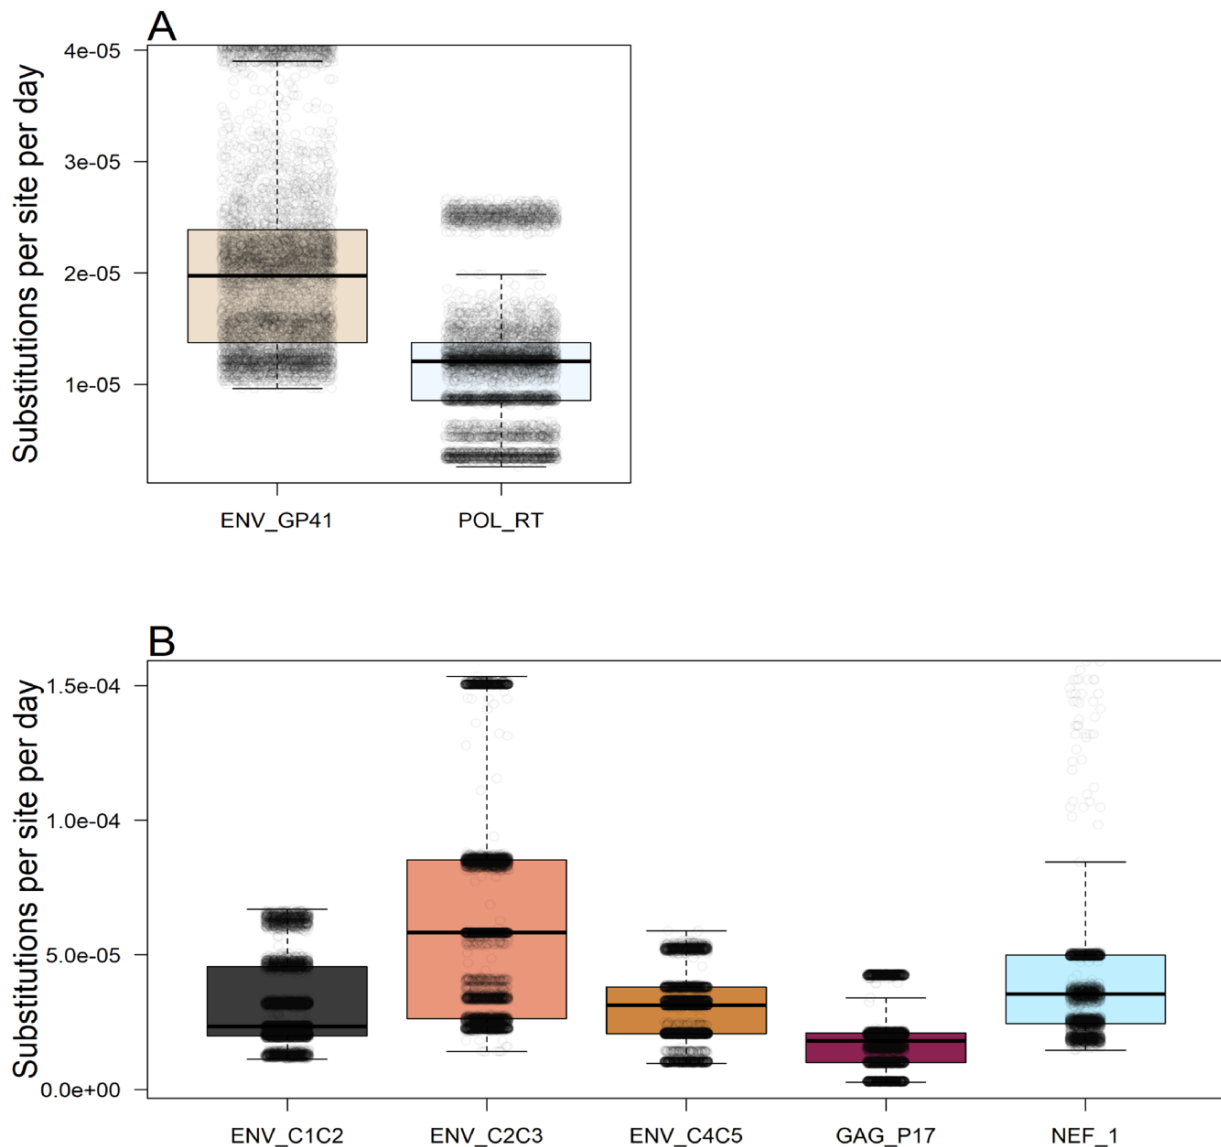 A
Substitutions per site per day
4e-05
3e-05
2e-05
1e-05
ENV_GP41 POL_RT
B
Substitutions per site per day
1.5e-04
1.0e-04
5.0e-05
0.0e+00
ENV_C1C2 ENV_C2C3 ENV_C4C5 GAG_P17 NEF_1